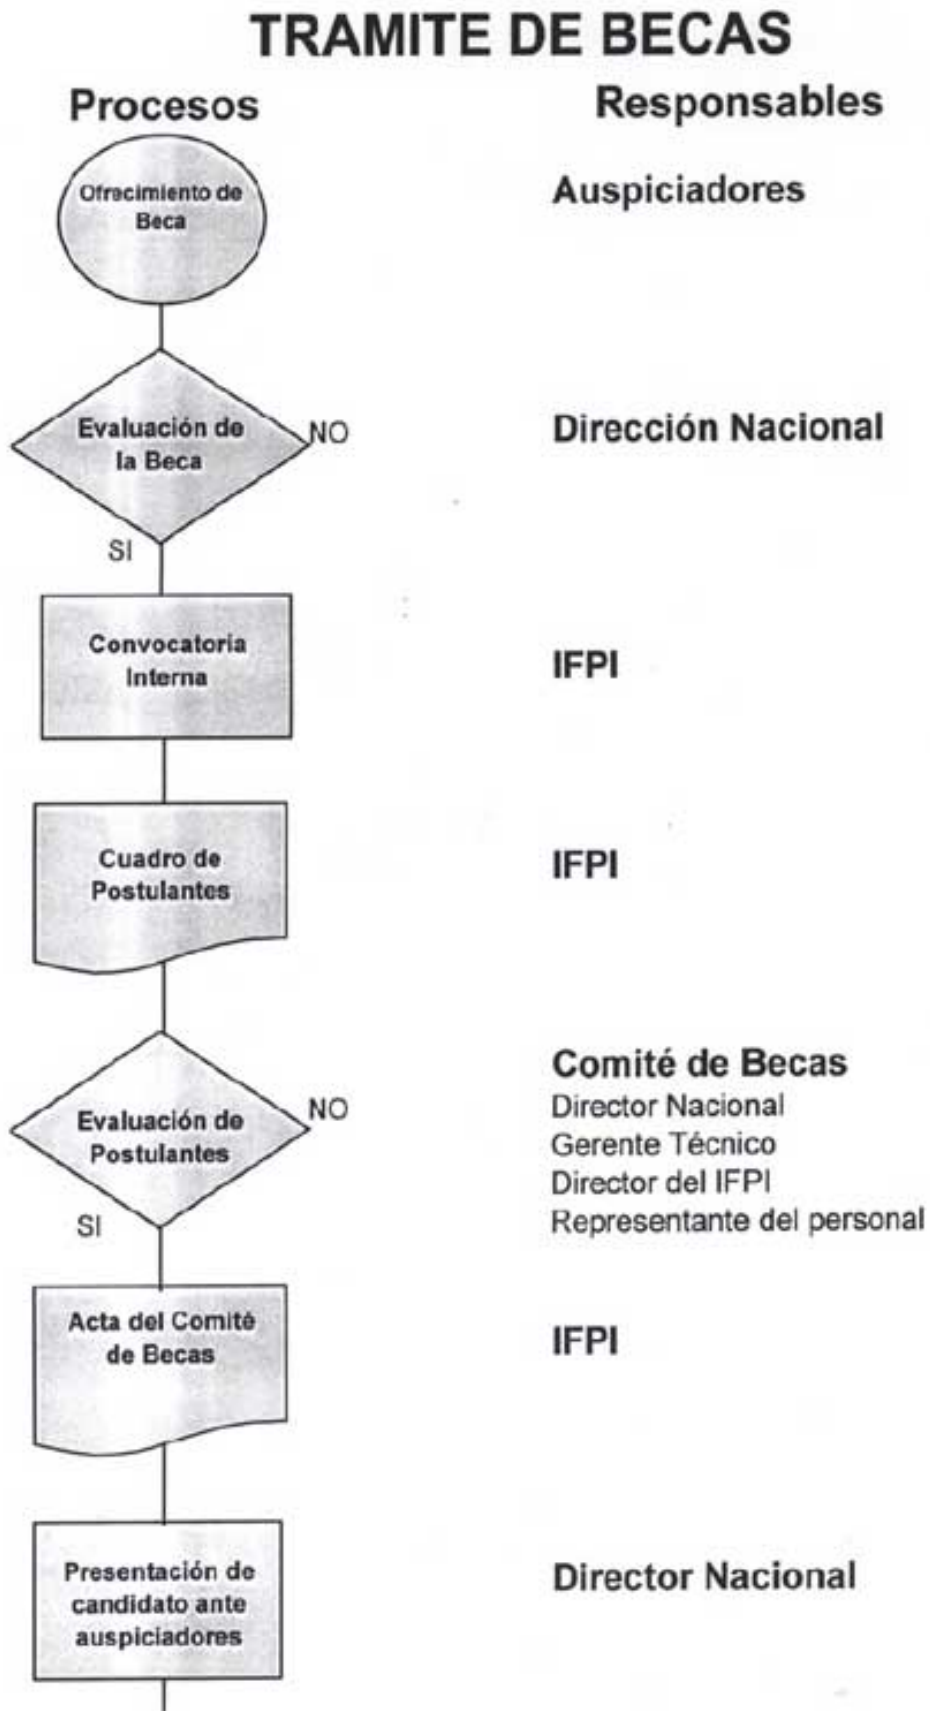 TRAMITE DE BECAS
Procesos
Responsables
Ofrecimiento de
Beca
Auspiciadores
Evaluación de
la Beca
NO
SI
Dirección Nacional
Convocatoria
Interna
IFPI
Cuadro de
Postulantes
IFPI
Evaluación de
Postulantes
NO
SI
Comité de Becas
Director Nacional
Gerente Técnico
Director del IFPI
Representante del personal
Acta del Comité
de Becas
IFPI
Presentación de
candidato ante
auspiciadores
Director Nacional